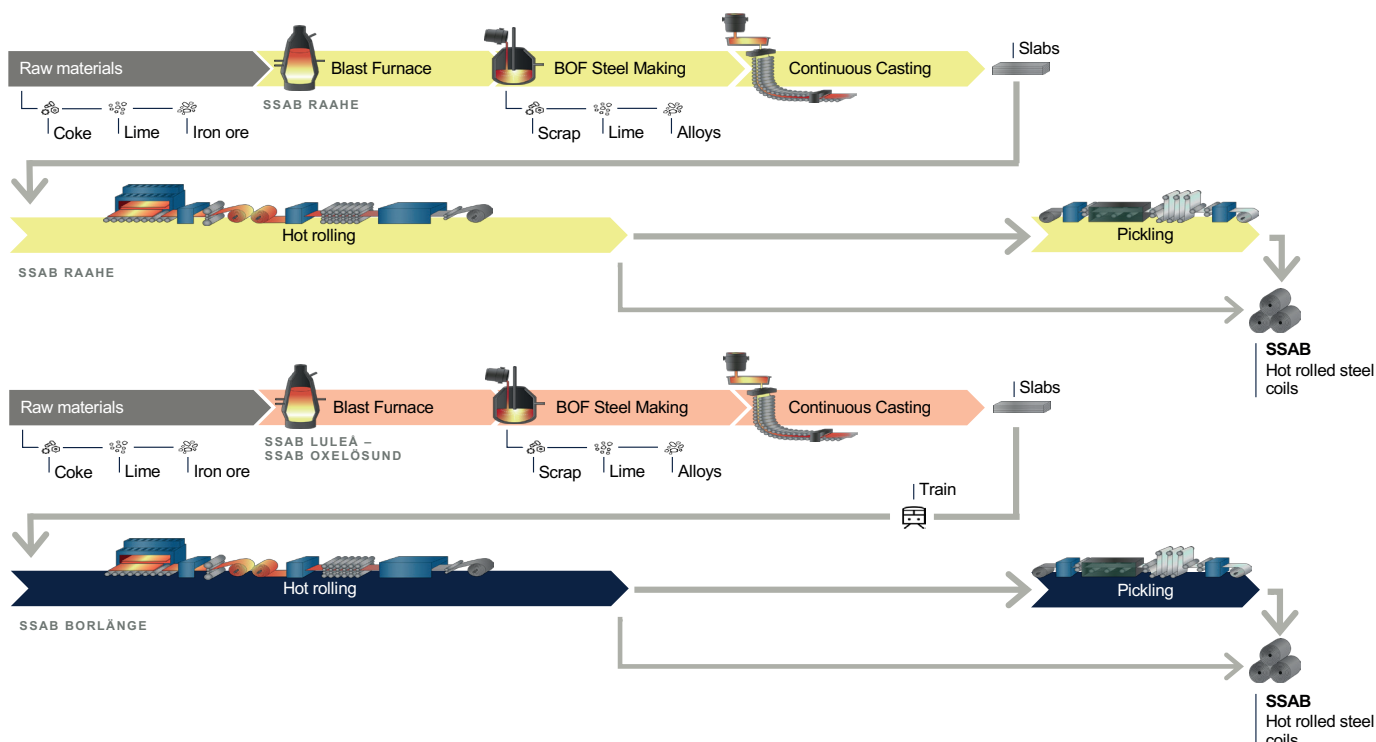 Slabs
Raw materials
Blast Furnace
BOF Steel Making
Continuous Casting
SSAB RAAHE
Coke
Lime
Iron ore
Scrap
Lime
Alloys
Hot rolling
Pickling
SSAB RAAHE
SSAB
Hot rolled steel
coils
Slabs
Raw materials
Blast Furnace
BOF Steel Making
Continuous Casting
SSAB LULEÅ –
SSAB OXELÖSUND
Coke
Lime
Iron ore
Scrap
Lime
Alloys
Train
Hot rolling
Pickling
SSAB BORLÄNGE
SSAB
Hot rolled steel
coils